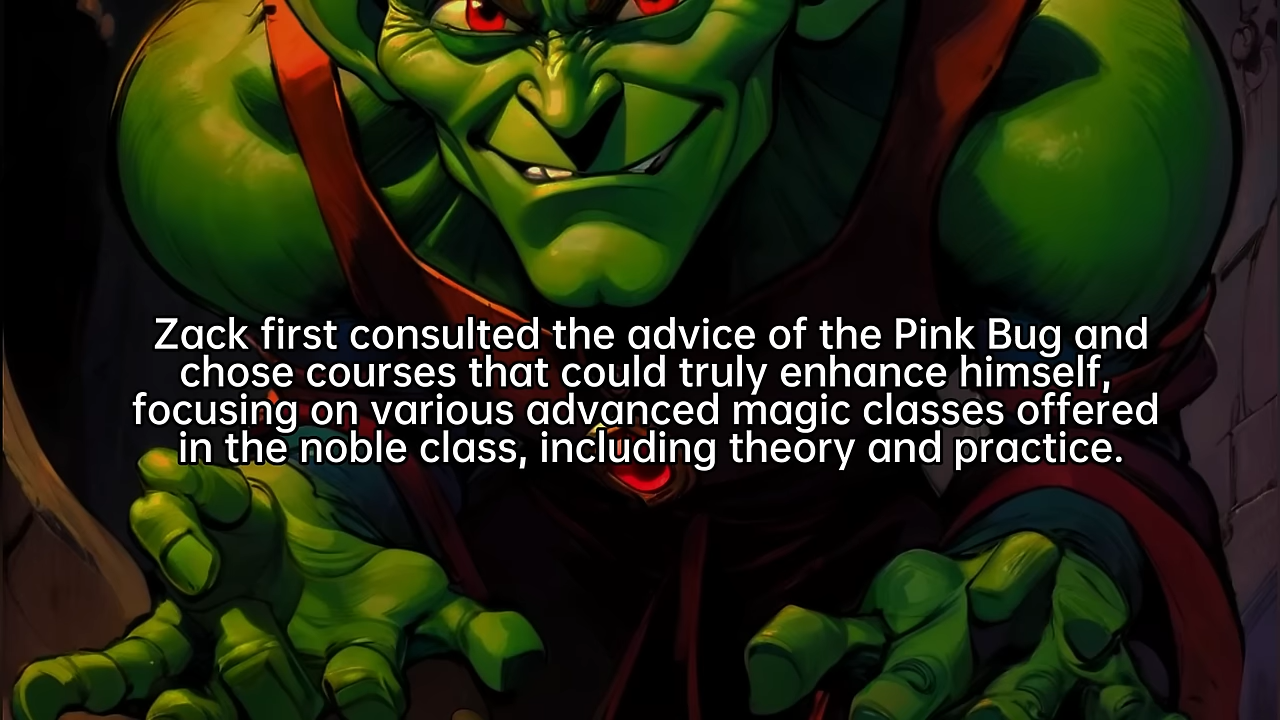 Zack first consulted the advice of the Pink Bug and
chose courses that could truly enhance himself,
focusing on various advanced magic classes offered
in the noble class, including theory and practice.